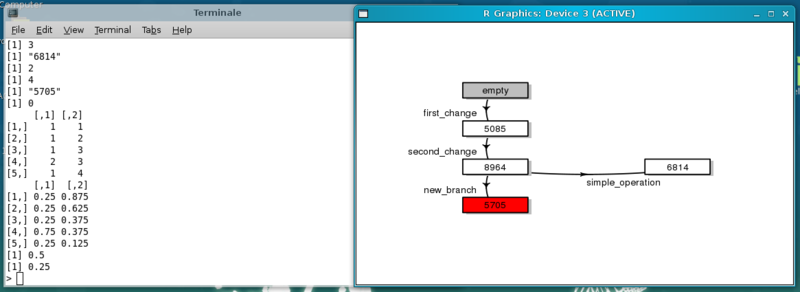 Computer
Terminale
File Edit View Terminal Tabs Help
[1] 3
[1] "6814"
[1] 2
[1] 4
[1] "5705"
[1] 0
[,1] [,2]
[1,] 1 1
[2,] 1 2
[3,] 1 3
[4,] 2 3
[5,] 1 4
[,1] [,2]
[1,] 0.25 0.875
[2,] 0.25 0.625
[3,] 0.25 0.375
[4,] 0.75 0.375
[5,] 0.25 0.125
[1] 0.5
[1] 0.25
>
R Graphics: Device 3 (ACTIVE)
empty
first_change
5085
second_change
8964
6814
simple_operation
new_branch
5705